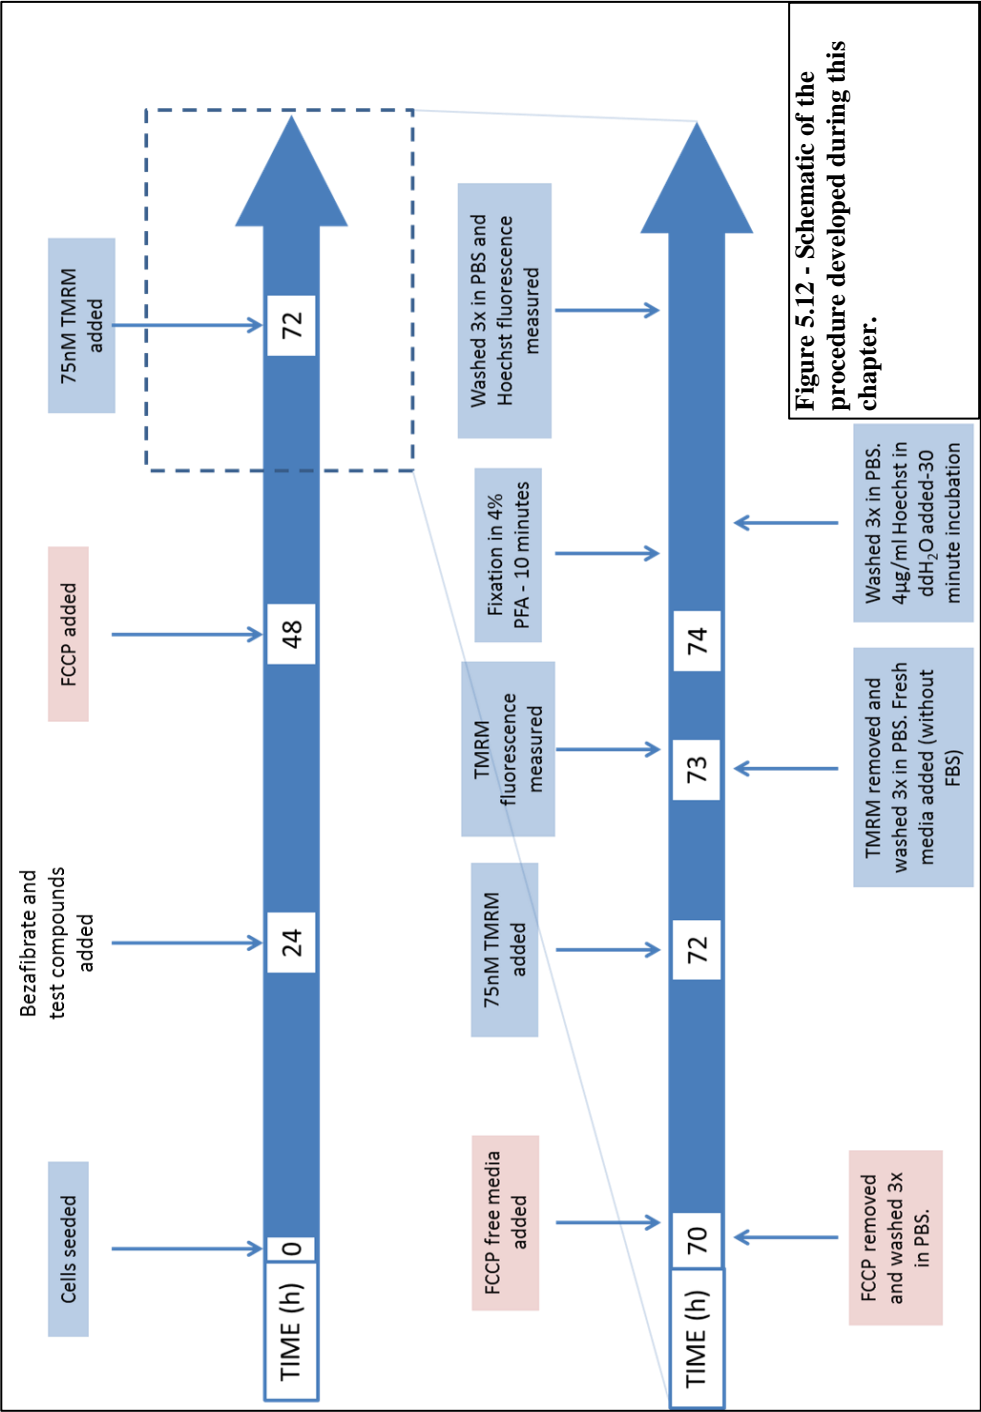 Cells seeded
Bezafibrate and
test compounds
added
FCCP added
75nM TMRM
added
TIME (h)
0
24
48
72
FCCP free media
added
75nM TMRM
added
TMRM
fluorescence
measured
Fixation in 4%
PFA - 10 minutes
Washed 3x in PBS and
Hoechst fluorescence
measured
TIME (h)
70
72
73
74
FCCP removed
and washed 3x
in PBS.
TMRM removed and
washed 3x in PBS. Fresh
media added (without
FBS)
Washed 3x in PBS.
4µg/ml Hoechst in
ddH₂O added-30
minute incubation
Figure 5.12 - Schematic of the
procedure developed during this
chapter.